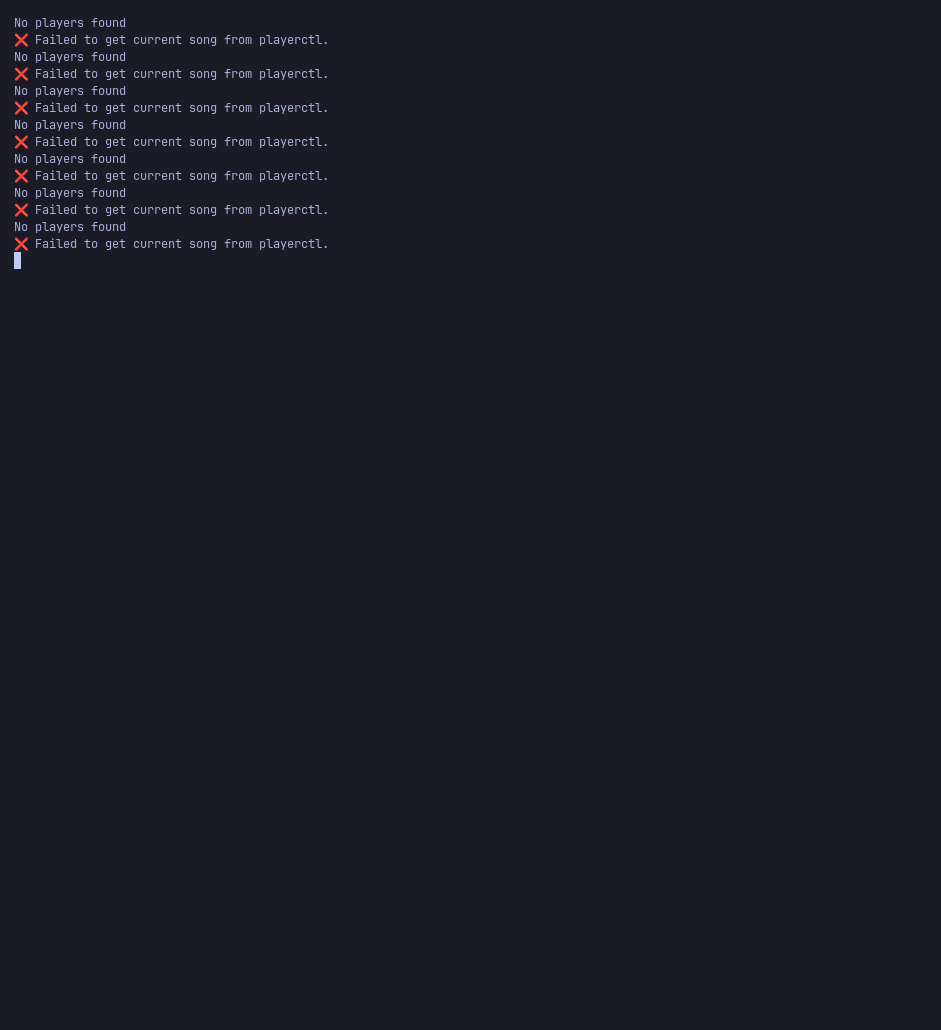 No players found
❌ Failed to get current song from playerctl.
No players found
❌ Failed to get current song from playerctl.
No players found
❌ Failed to get current song from playerctl.
No players found
❌ Failed to get current song from playerctl.
No players found
❌ Failed to get current song from playerctl.
No players found
❌ Failed to get current song from playerctl.
No players found
❌ Failed to get current song from playerctl.